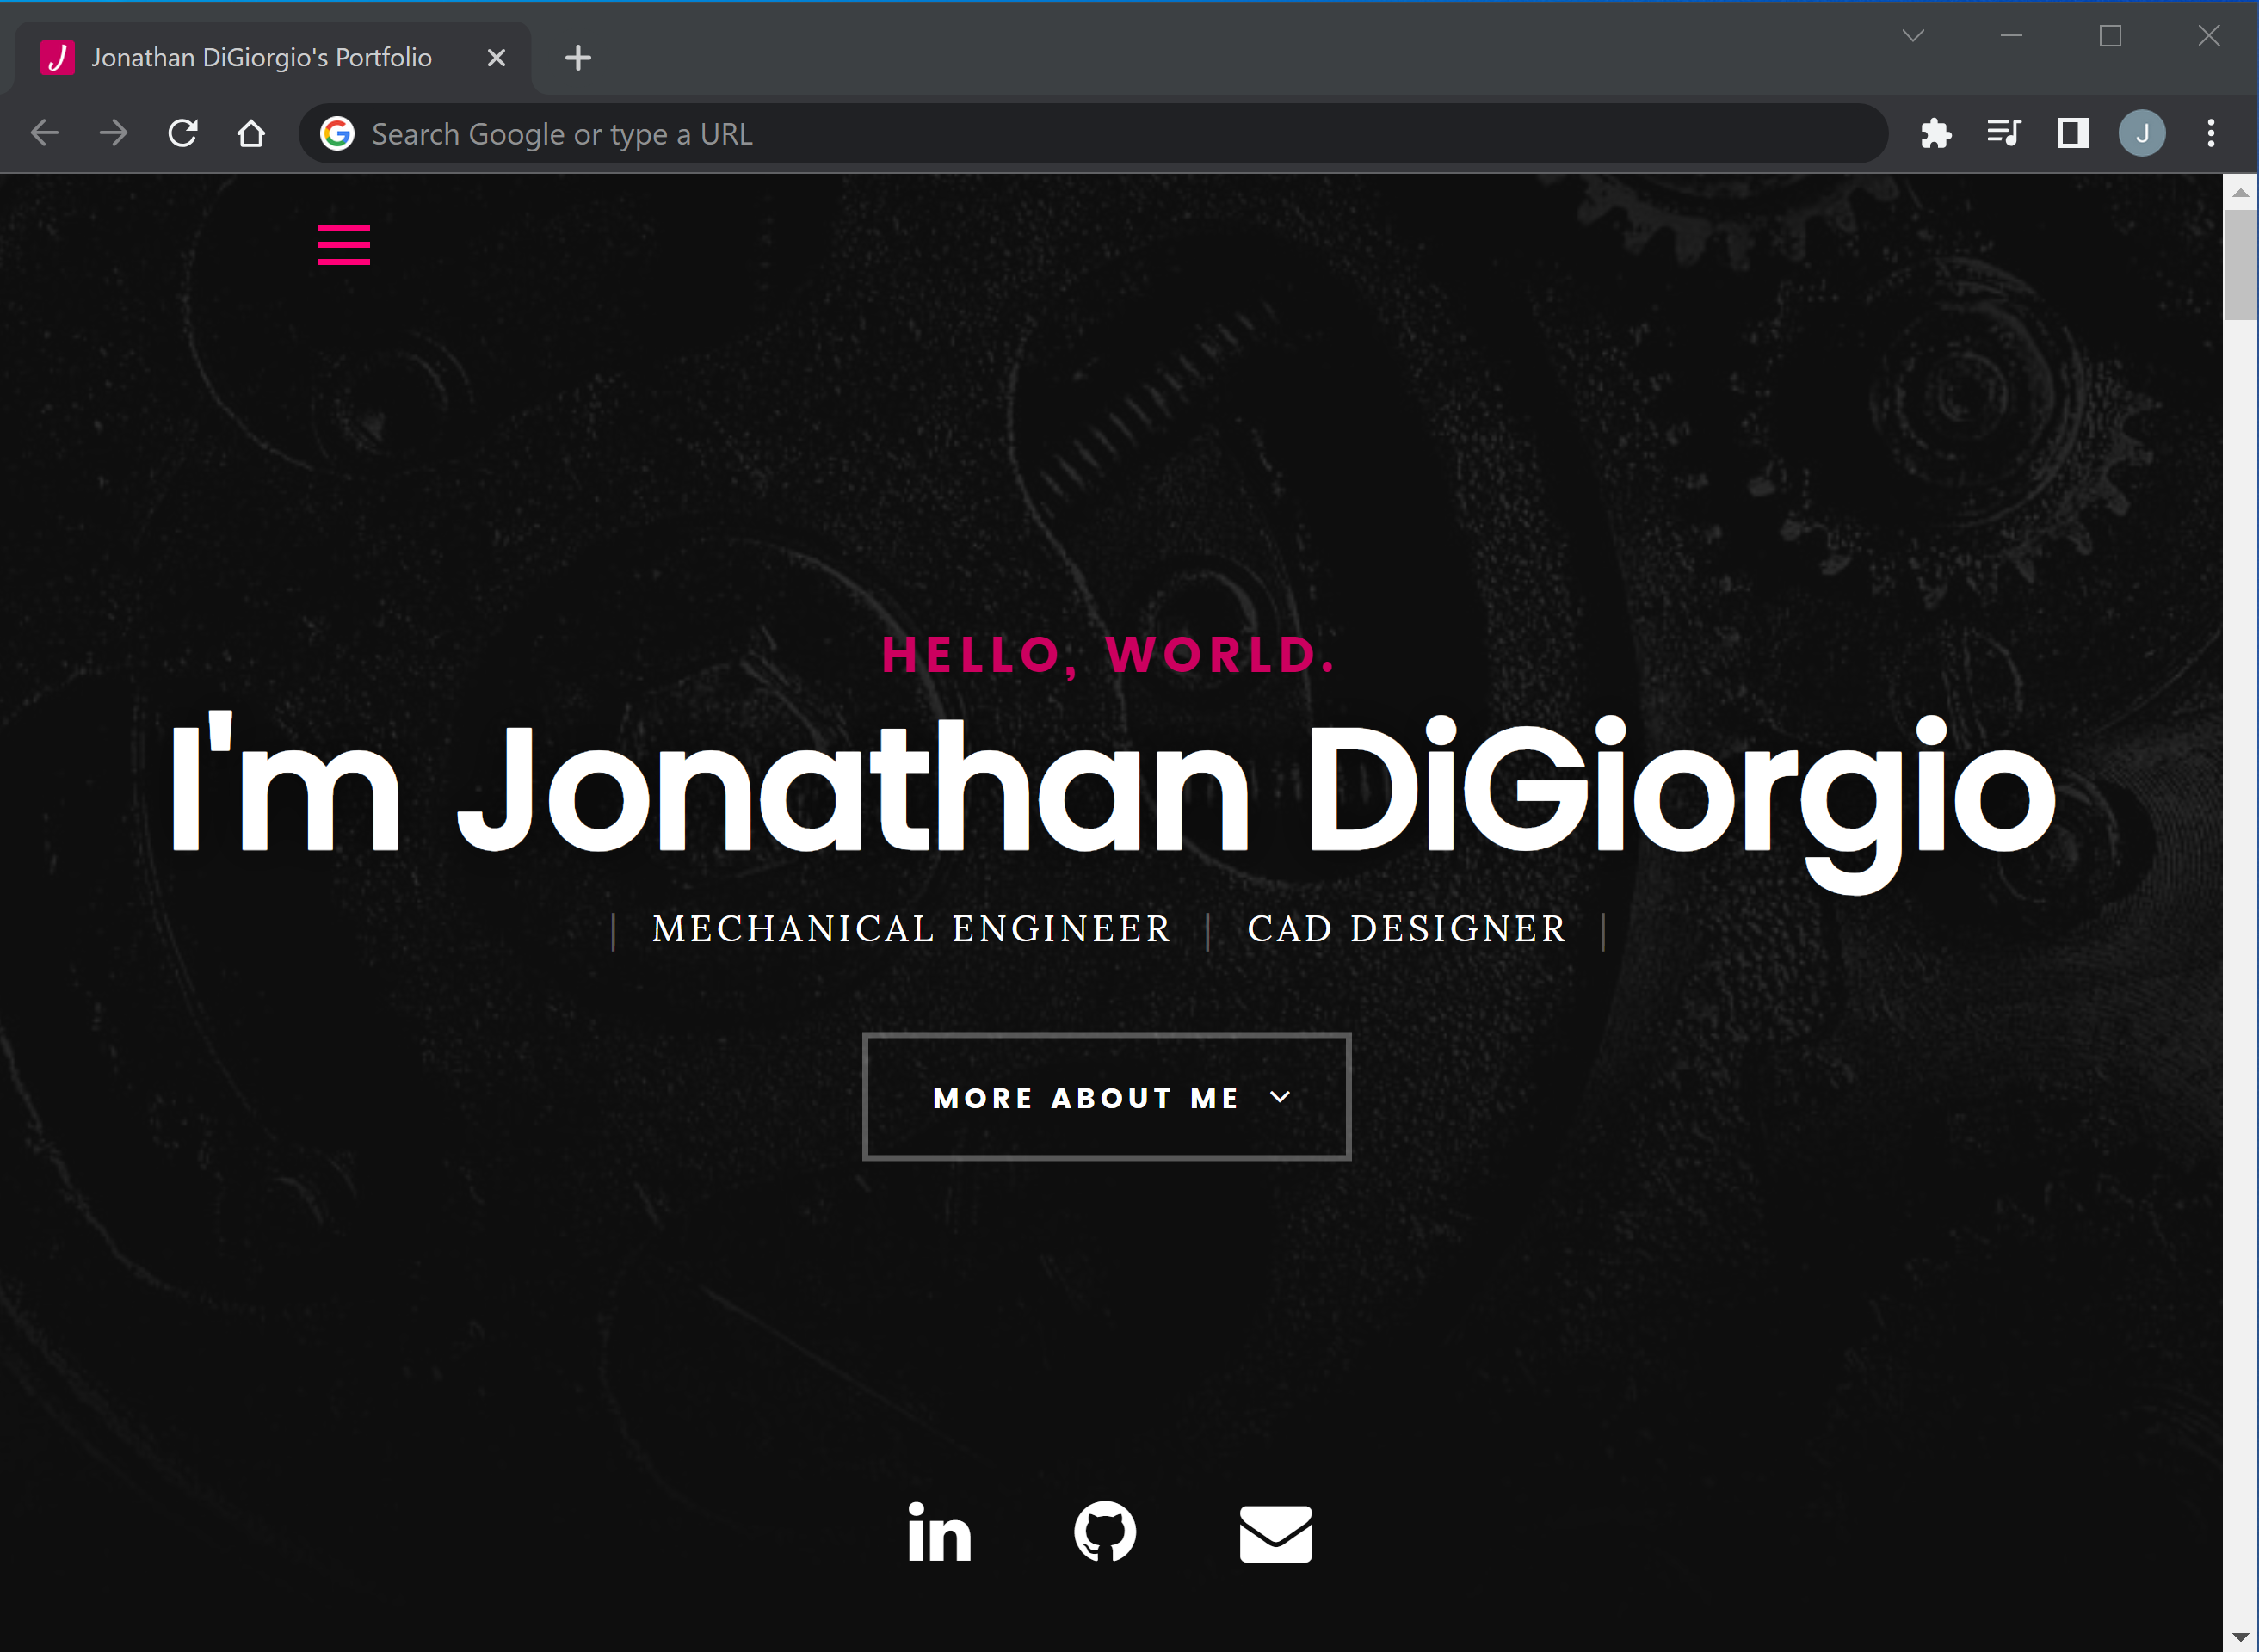 Jonathan DiGiorgio's Portfolio
Search Google or type a URL
J
HELLO, WORLD.
I'm Jonathan DiGiorgio
| MECHANICAL ENGINEER | CAD DESIGNER |
MORE ABOUT ME
in